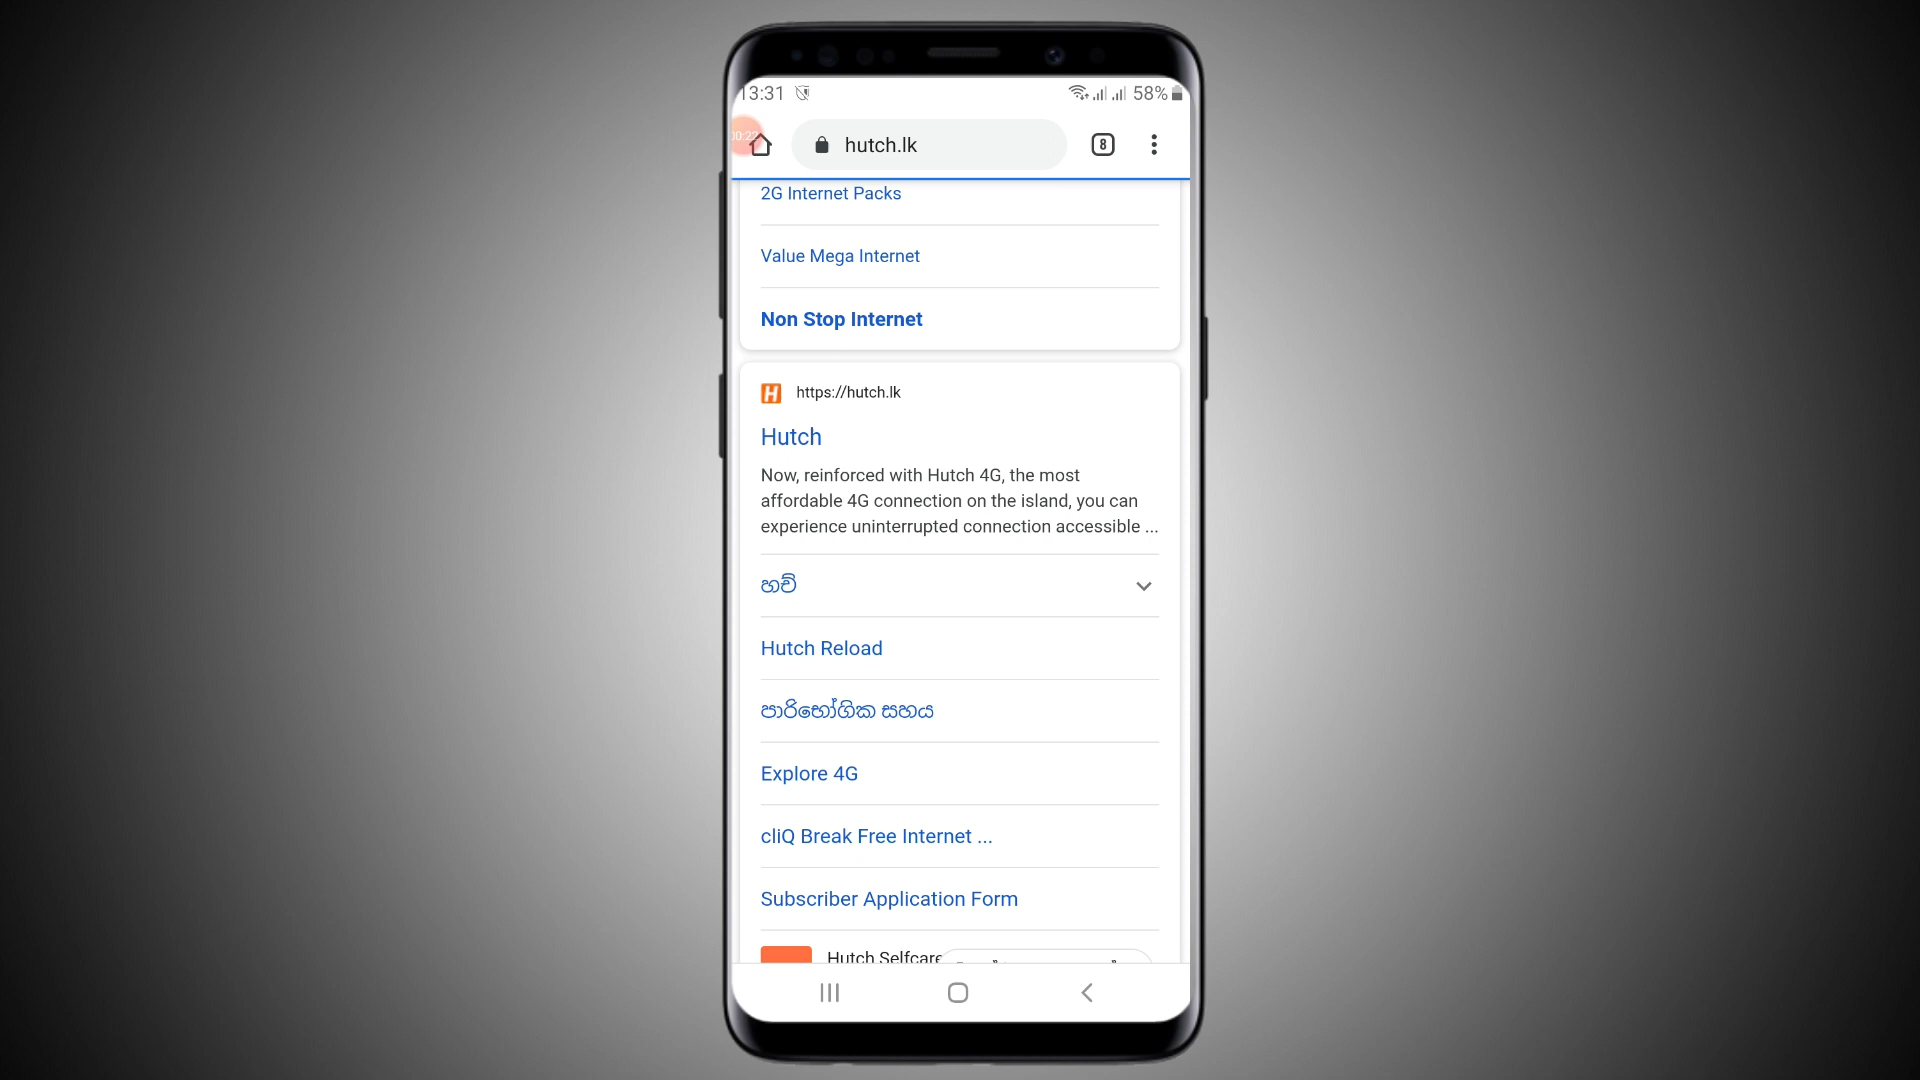 13:31
58%
hutch.lk
8
2G Internet Packs
Value Mega Internet
Non Stop Internet
H
https://hutch.lk
Hutch
Now, reinforced with Hutch 4G, the most
affordable 4G connection on the island, you can
experience uninterrupted connection accessible ...
හච්
Hutch Reload
පාරිභෝගික සහය
Explore 4G
cliQ Break Free Internet ...
Subscriber Application Form
Hutch Selfcare